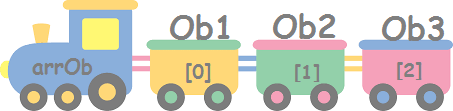 Ob1 Ob2 Ob3
arrOb [0] [1] [2]